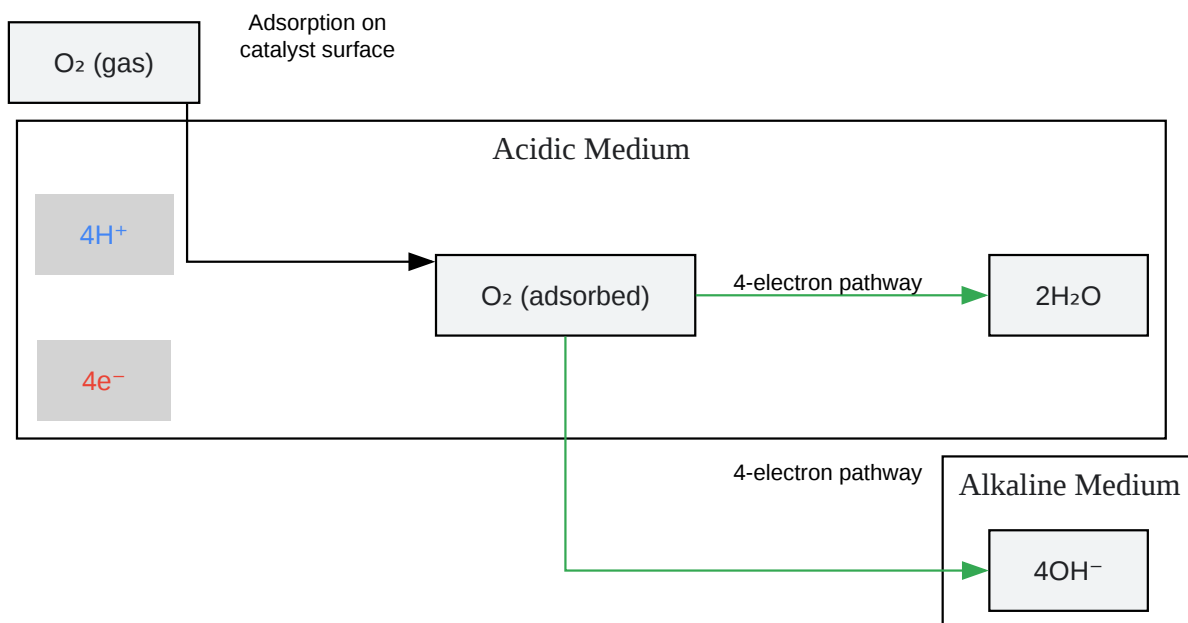 Adsorption on
catalyst surface
O₂ (gas)
Acidic Medium
4H⁺
O₂ (adsorbed)
4-electron pathway
2H₂O
4e⁻
4-electron pathway
Alkaline Medium
4OH⁻